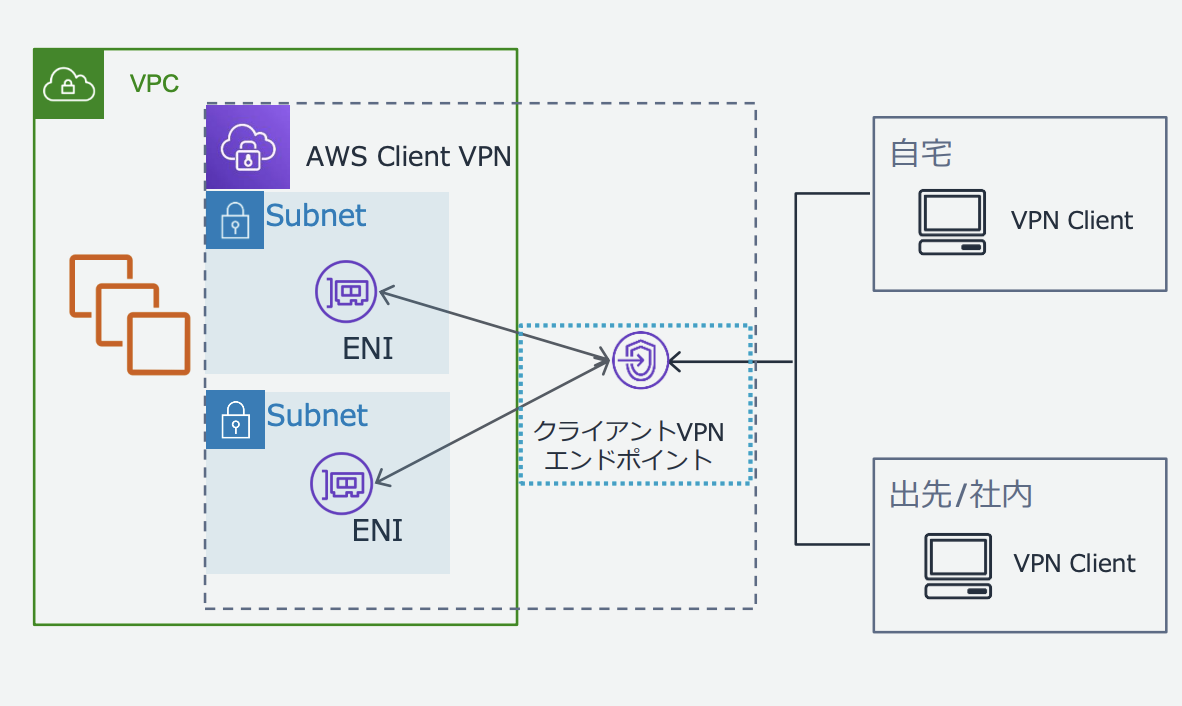 VPC
AWS Client VPN
Subnet
ENI
Subnet
ENI
クライアントVPN
エンドポイント
自宅
VPN Client
出先/社内
VPN Client